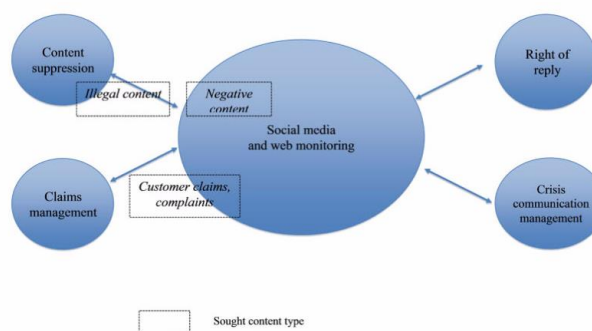 Content
suppression
Right of
reply
Illegal content
Negative
content
Social media
and web monitoring
Customer claims,
complaints
Claims
management
Crisis
communication
management
Sought content type